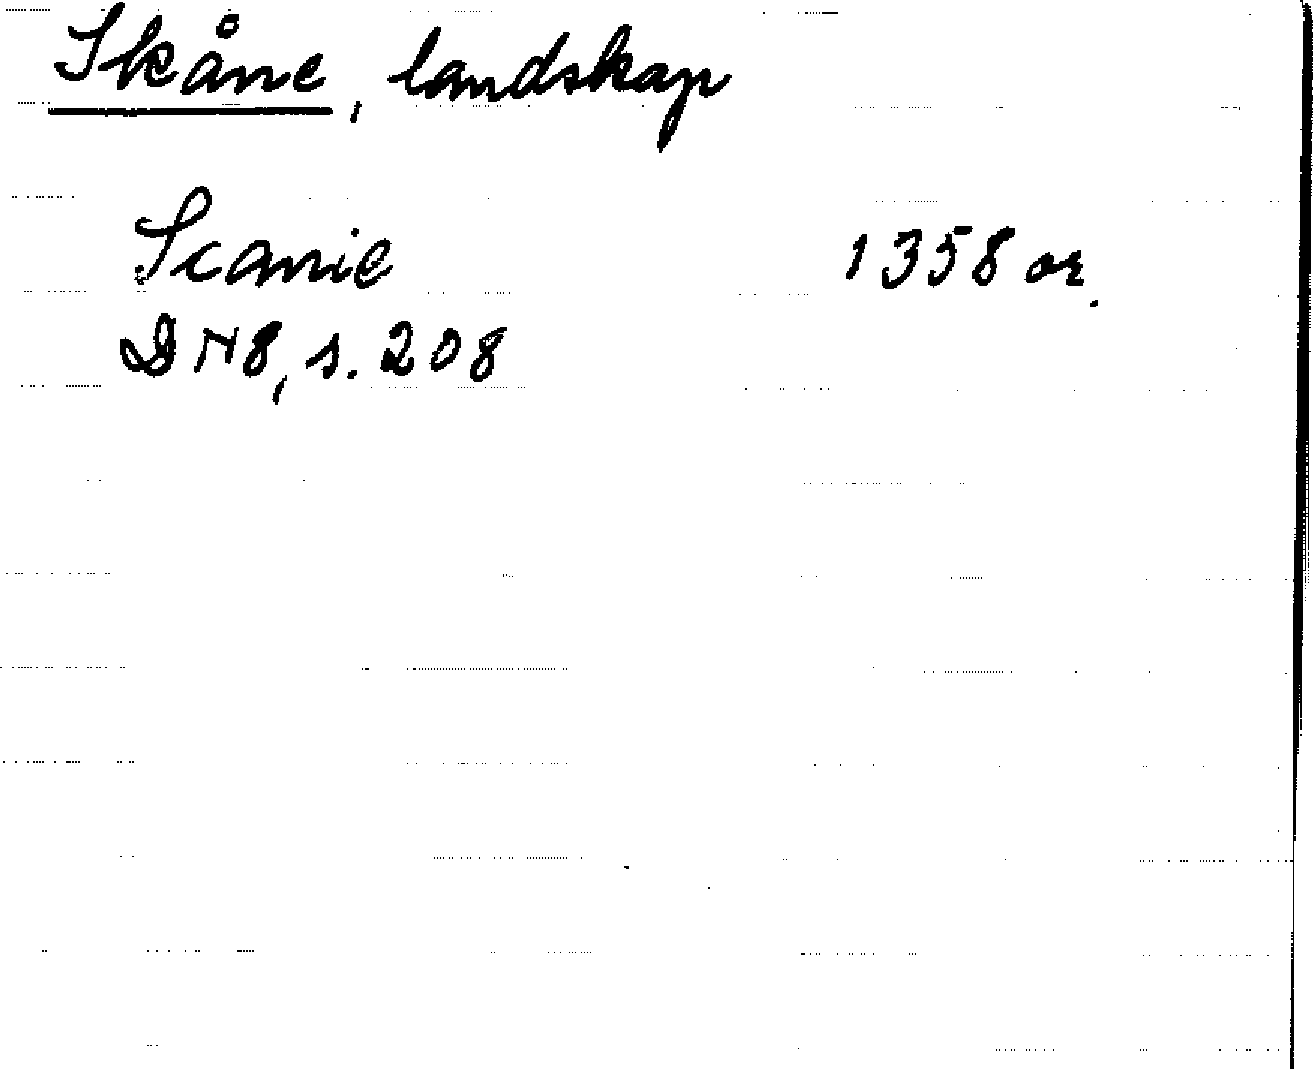 Skåne, landskap
Scanie 1358 or.
DN8, s. 208